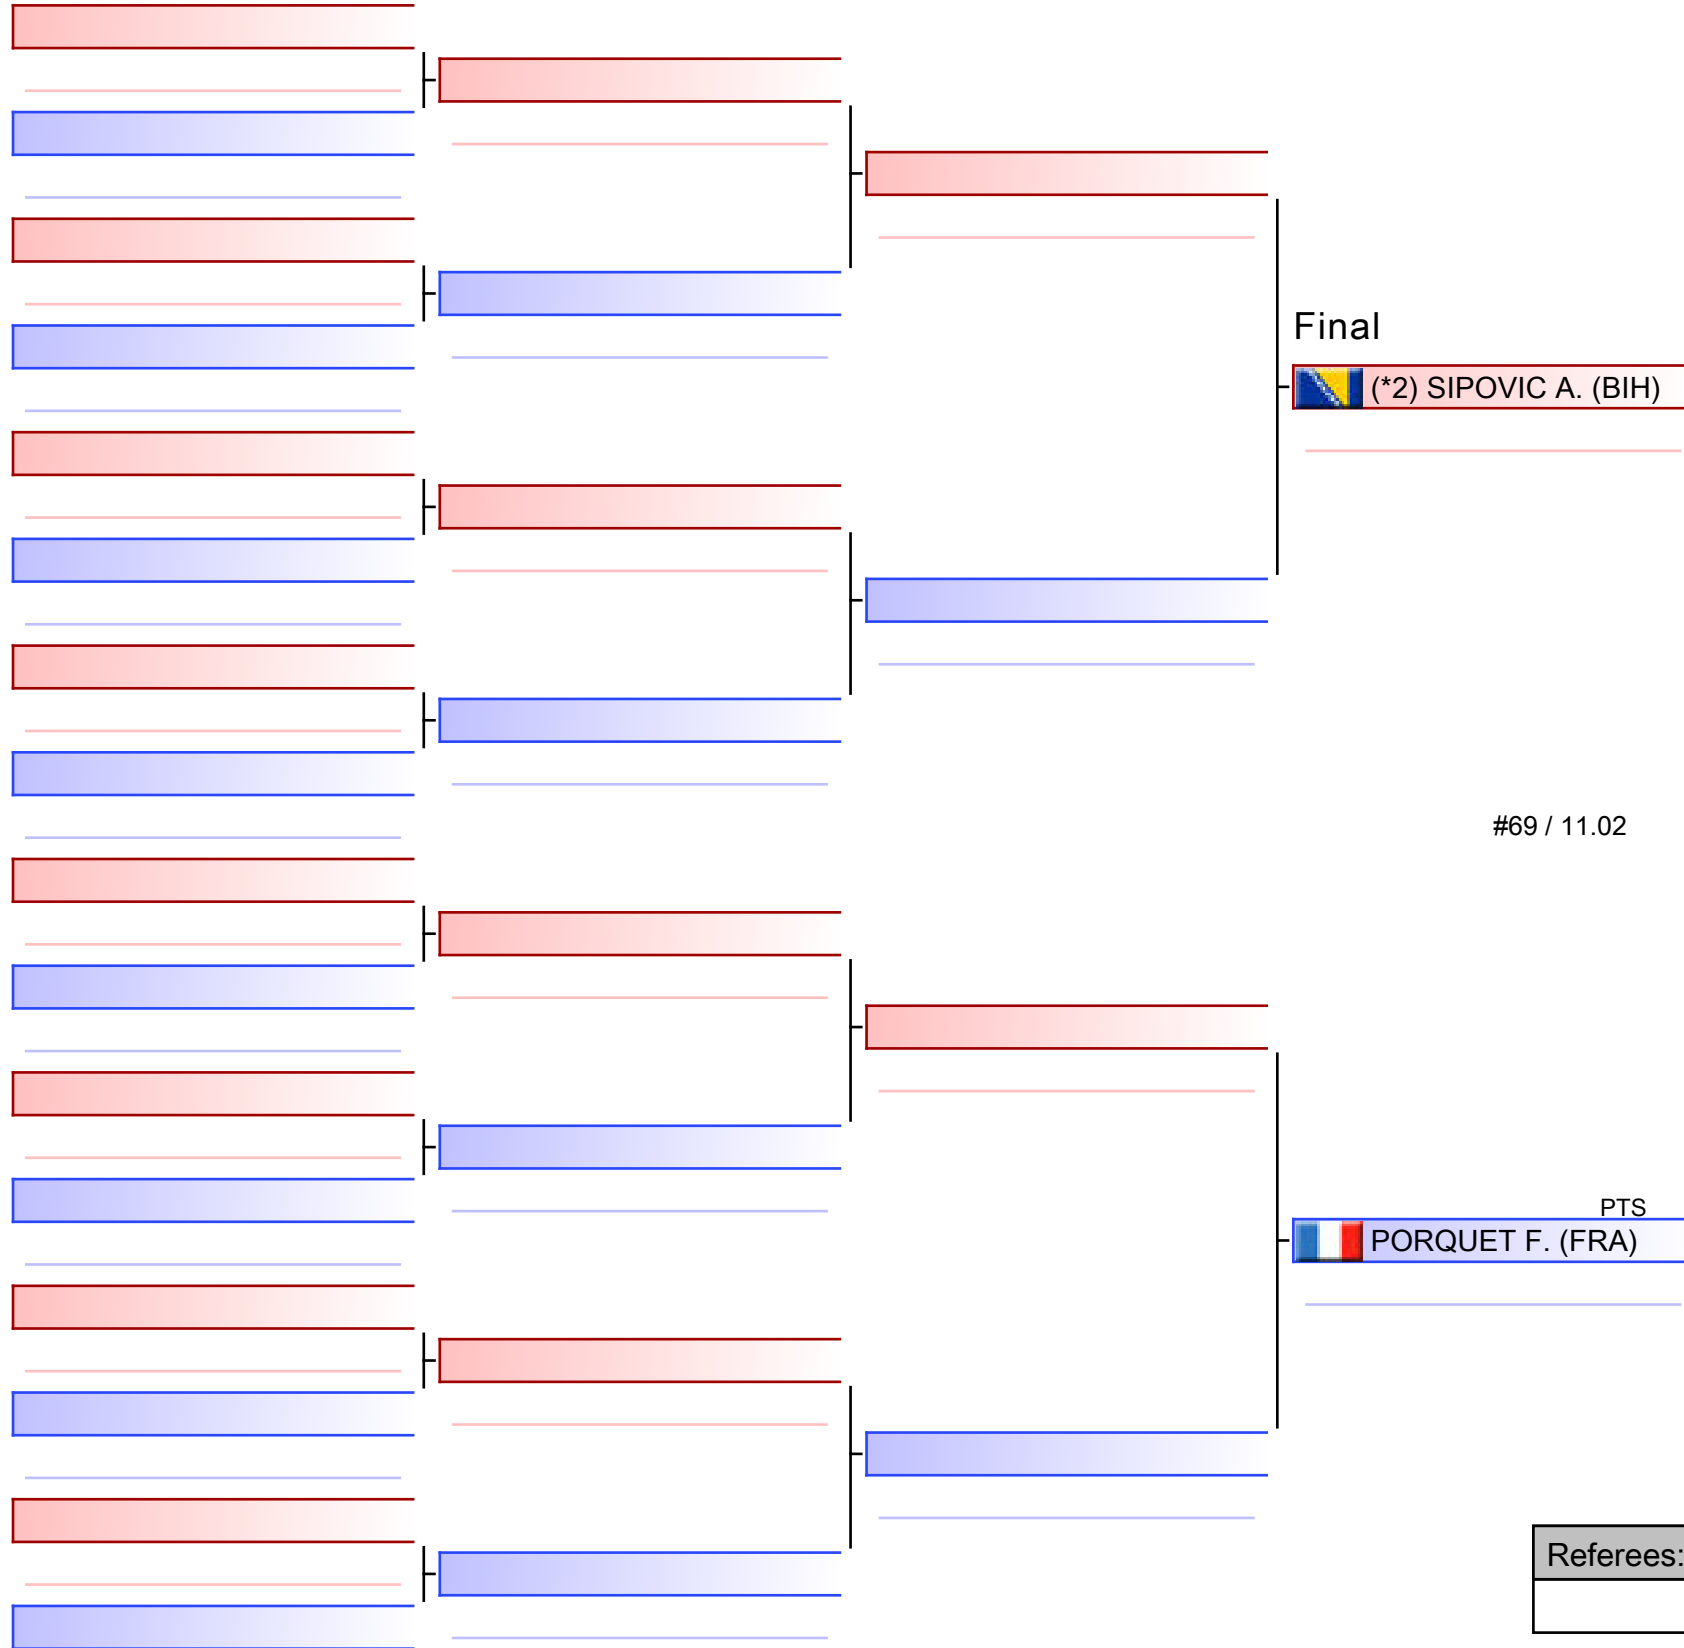 Final
(*2) SIPOVIC A. (BIH)
#69 / 11.02
PTS
PORQUET F. (FRA)
Referees: